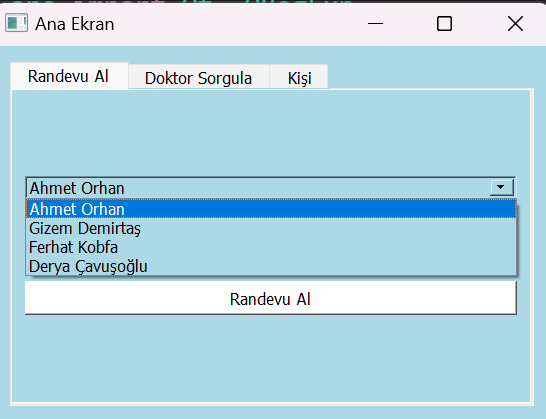 Ana Ekran
Randevu Al Doktor Sorgula Kişi
Ahmet Orhan
Ahmet Orhan
Gizem Demirtaş
Ferhat Kobfa
Derya Çavuşoğlu
Randevu Al